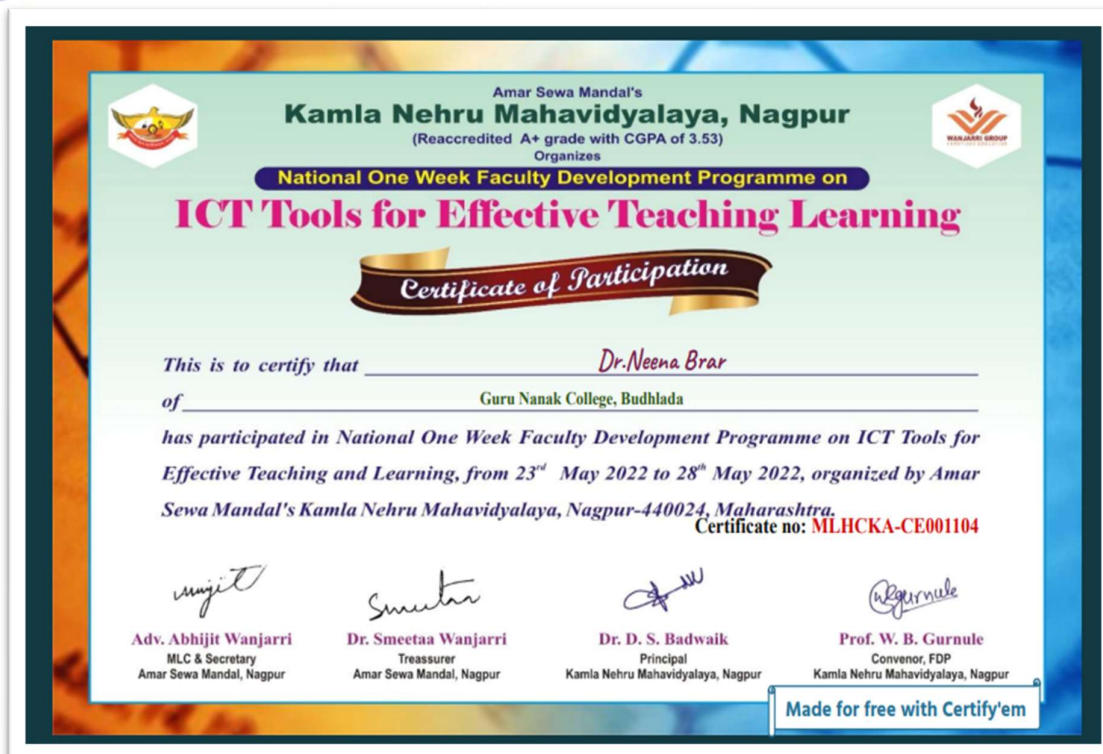 Amar Sewa Mandal's
Kamla Nehru Mahavidyalaya, Nagpur
(Reaccredited A+ grade with CGPA of 3.53)
Organizes
National One Week Faculty Development Programme on
ICT Tools for Effective Teaching Learning
WANJARRI GROUP
Certificate of Participation
This is to certify that Dr.Neena Brar
of Guru Nanak College, Budhlada
has participated in National One Week Faculty Development Programme on ICT Tools for
Effective Teaching and Learning, from 23rd May 2022 to 28th May 2022, organized by Amar
Sewa Mandal's Kamla Nehru Mahavidyalaya, Nagpur-440024, Maharashtra.
Certificate no: MLHCKA-CE001104
Adv. Abhijit Wanjarri
MLC & Secretary
Amar Sewa Mandal, Nagpur
Dr. Smeetaa Wanjarri
Treassurer
Amar Sewa Mandal, Nagpur
Dr. D. S. Badwaik
Principal
Kamla Nehru Mahavidyalaya, Nagpur
Prof. W. B. Gurnule
Convenor, FDP
Kamla Nehru Mahavidyalaya, Nagpur
Made for free with Certify'em